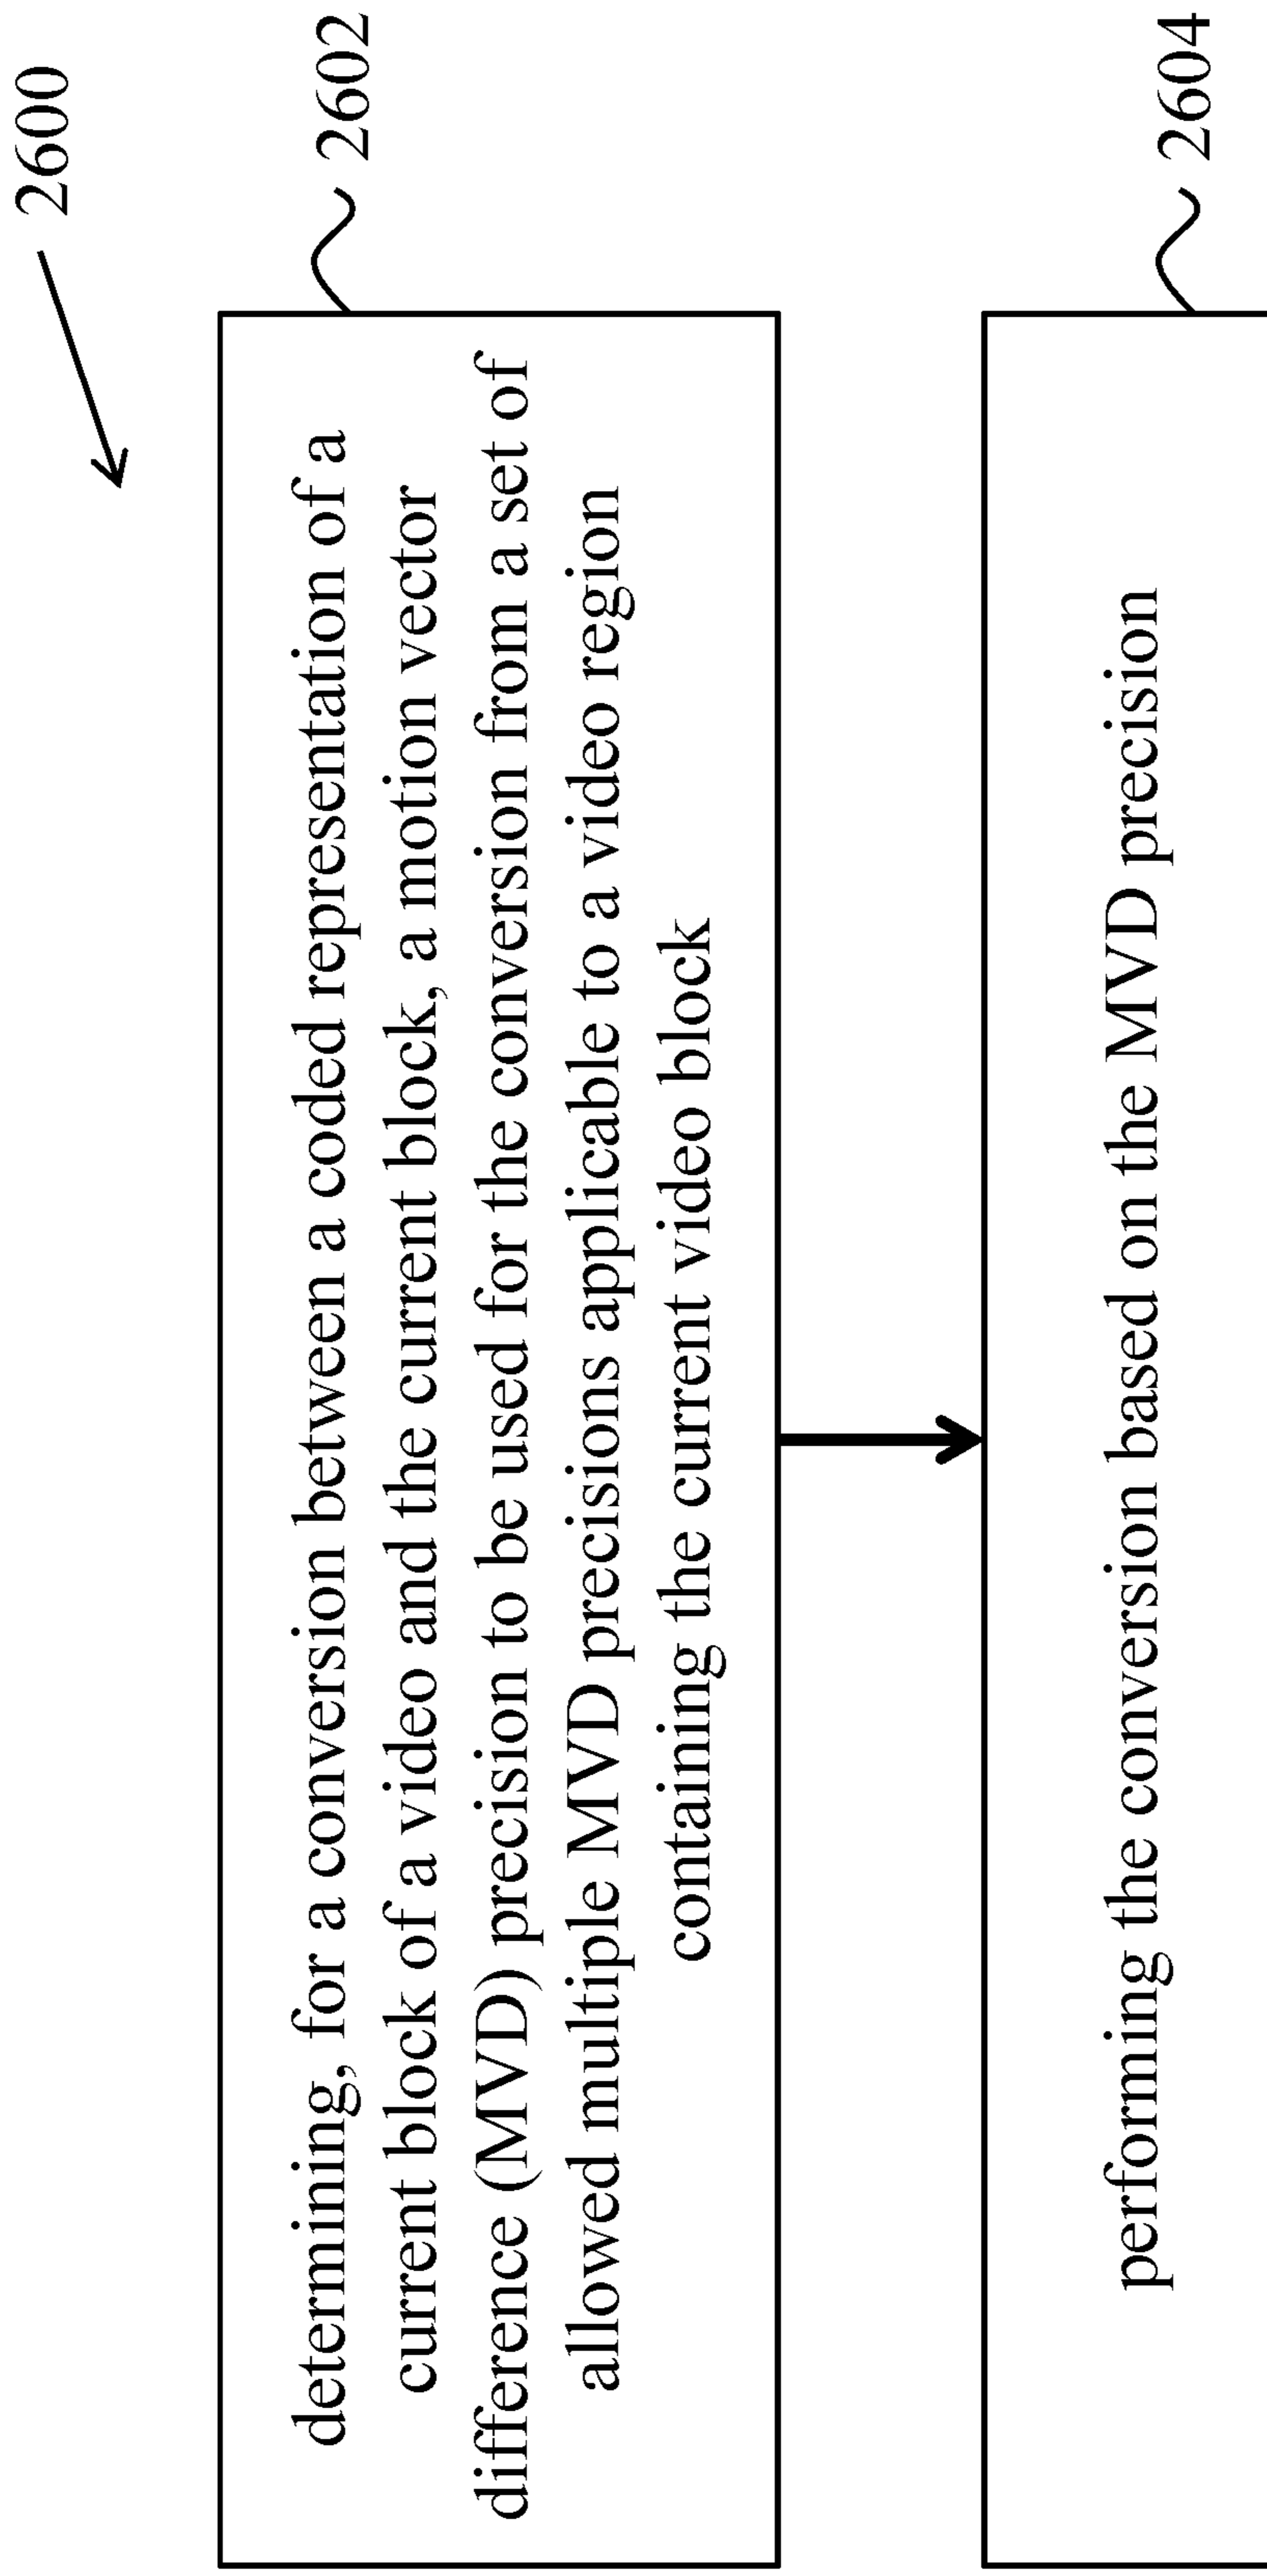 2600
2602
determining, for a conversion between a coded representation of a
current block of a video and the current block, a motion vector
difference (MVD) precision to be used for the conversion from a set of
allowed multiple MVD precisions applicable to a video region
containing the current video block
2604
performing the conversion based on the MVD precision